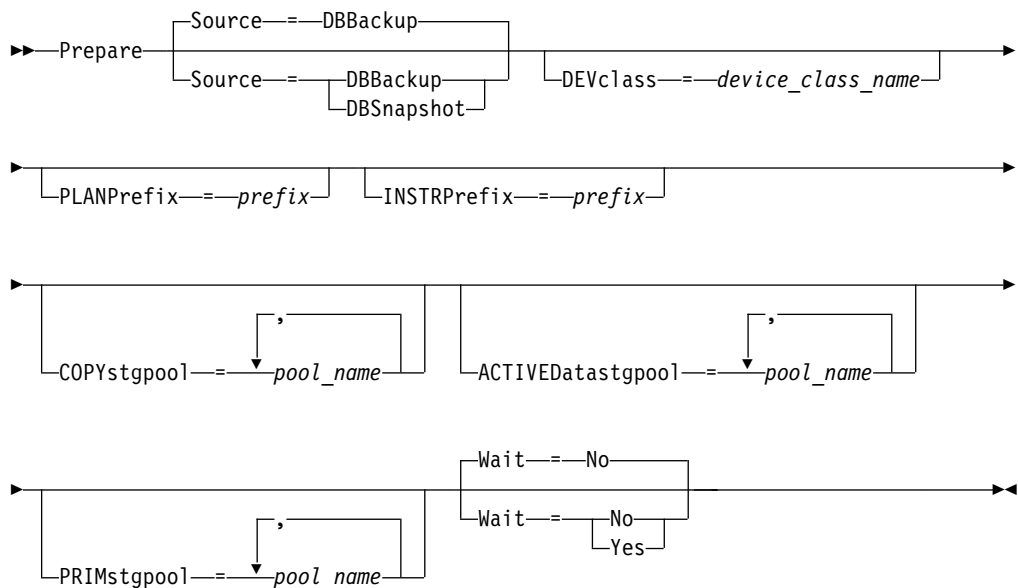 Source = DBBackup
Prepare
Source = DBBackup
DBSnapshot
DEVclass = device_class_name
PLANPrefix = prefix INSTRPrefix = prefix
,
COPYstgpool = pool_name
,
ACTIVEDatastgpool = pool_name
,
PRIMstgpool = pool_name
Wait = No
Wait = No
Yes